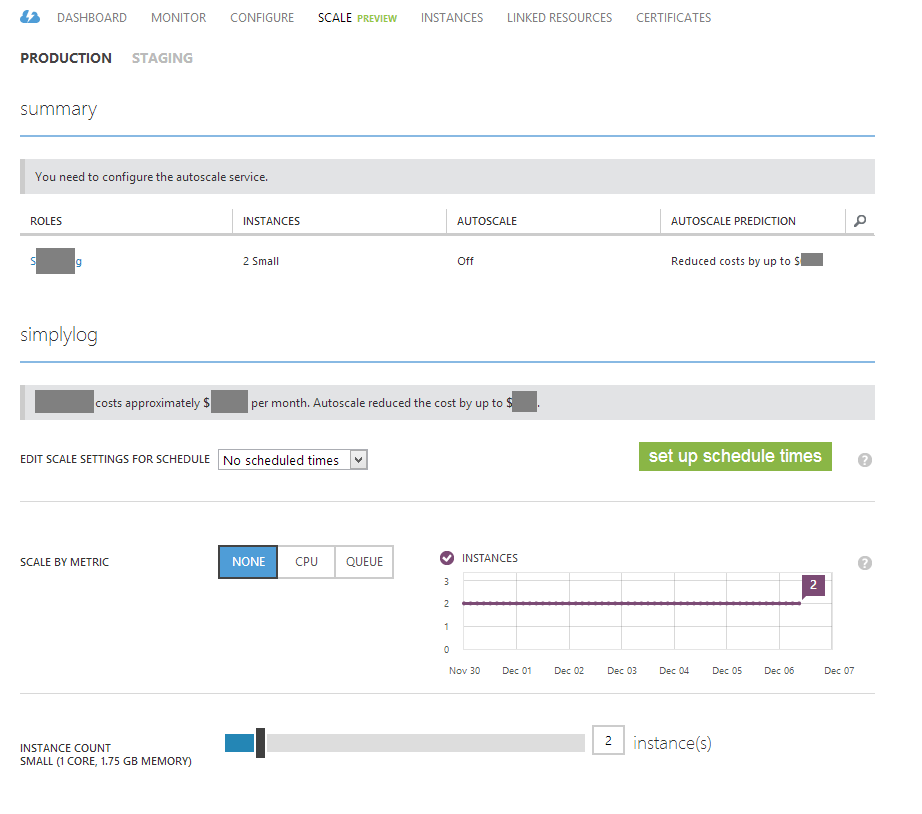 DASHBOARD MONITOR CONFIGURE SCALE PREVIEW INSTANCES LINKED RESOURCES CERTIFICATES
PRODUCTION STAGING
summary
You need to configure the autoscale service.
ROLES INSTANCES AUTOSCALE AUTOSCALE PREDICTION
S g 2 Small Off Reduced costs by up to $
simplylog
costs approximately $ per month. Autoscale reduced the cost by up to $ .
EDIT SCALE SETTINGS FOR SCHEDULE No scheduled times set up schedule times ?
SCALE BY METRIC NONE CPU QUEUE INSTANCES ?
3
2
2
1
0
Nov 30 Dec 01 Dec 02 Dec 03 Dec 04 Dec 05 Dec 06 Dec 07
INSTANCE COUNT 2 instance(s)
SMALL (1 CORE, 1.75 GB MEMORY)